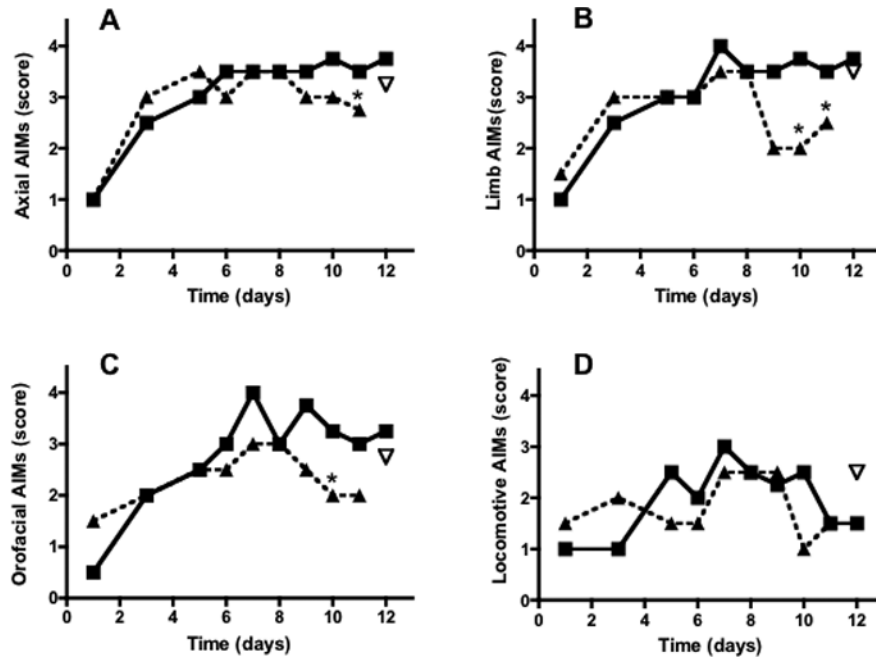 A
Axial AIMs (score)
4
3
2
1
0
0 2 4 6 8 10 12
*
Time (days)
B
Limb AIMs (score)
4
3
2
1
0
0 2 4 6 8 10 12
* *
Time (days)
C
Orofacial AIMs (score)
4
3
2
1
0
0 2 4 6 8 10 12
*
Time (days)
D
Locomotive AIMs (score)
4
3
2
1
0
0 2 4 6 8 10 12
Time (days)